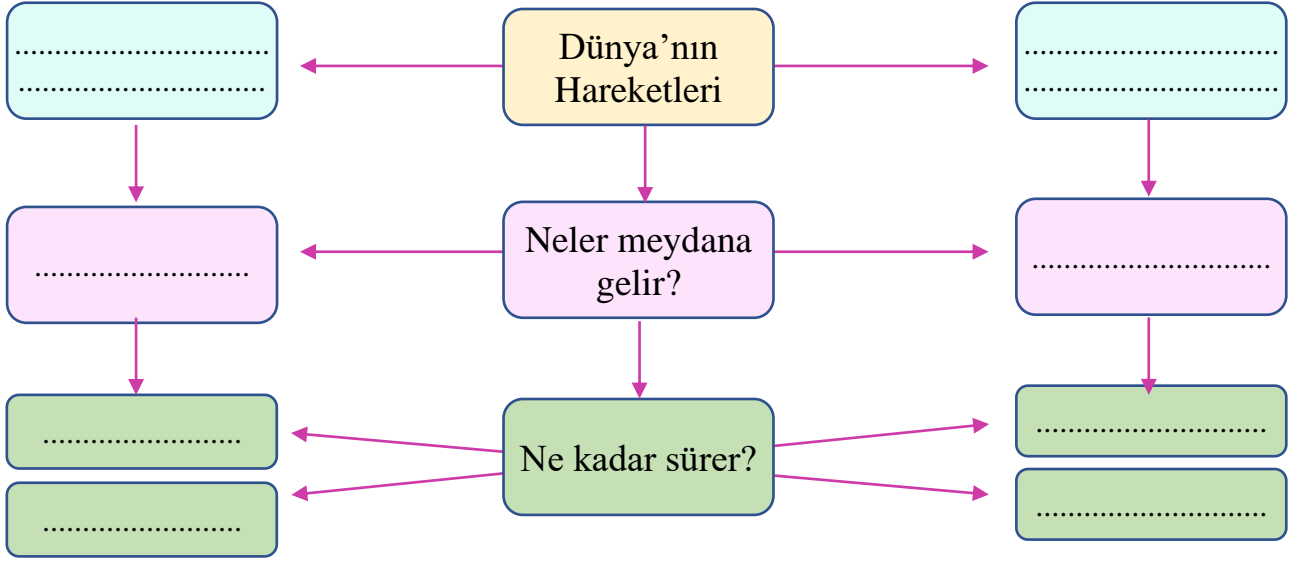 Dünya’nın
Hareketleri
................................
...............................
................................
................................
Neler meydana
gelir?
...........................
..............................
Ne kadar sürer?
.........................
.........................
.............................
.............................